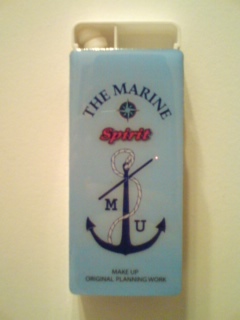 THE MARINE
Spirit
M U
MAKE UP
ORIGINAL PLANNING WORK